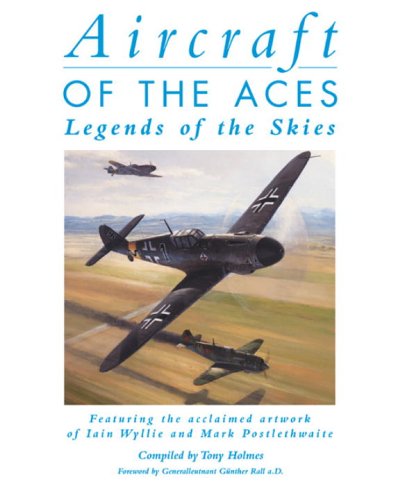 Aircraft
OF THE ACES
Legends of the Skies
Featuring the acclaimed artwork
of Iain Wyllie and Mark Postlethwaite
Compiled by Tony Holmes
Foreword by Generalleutnant Günther Rall a.D.